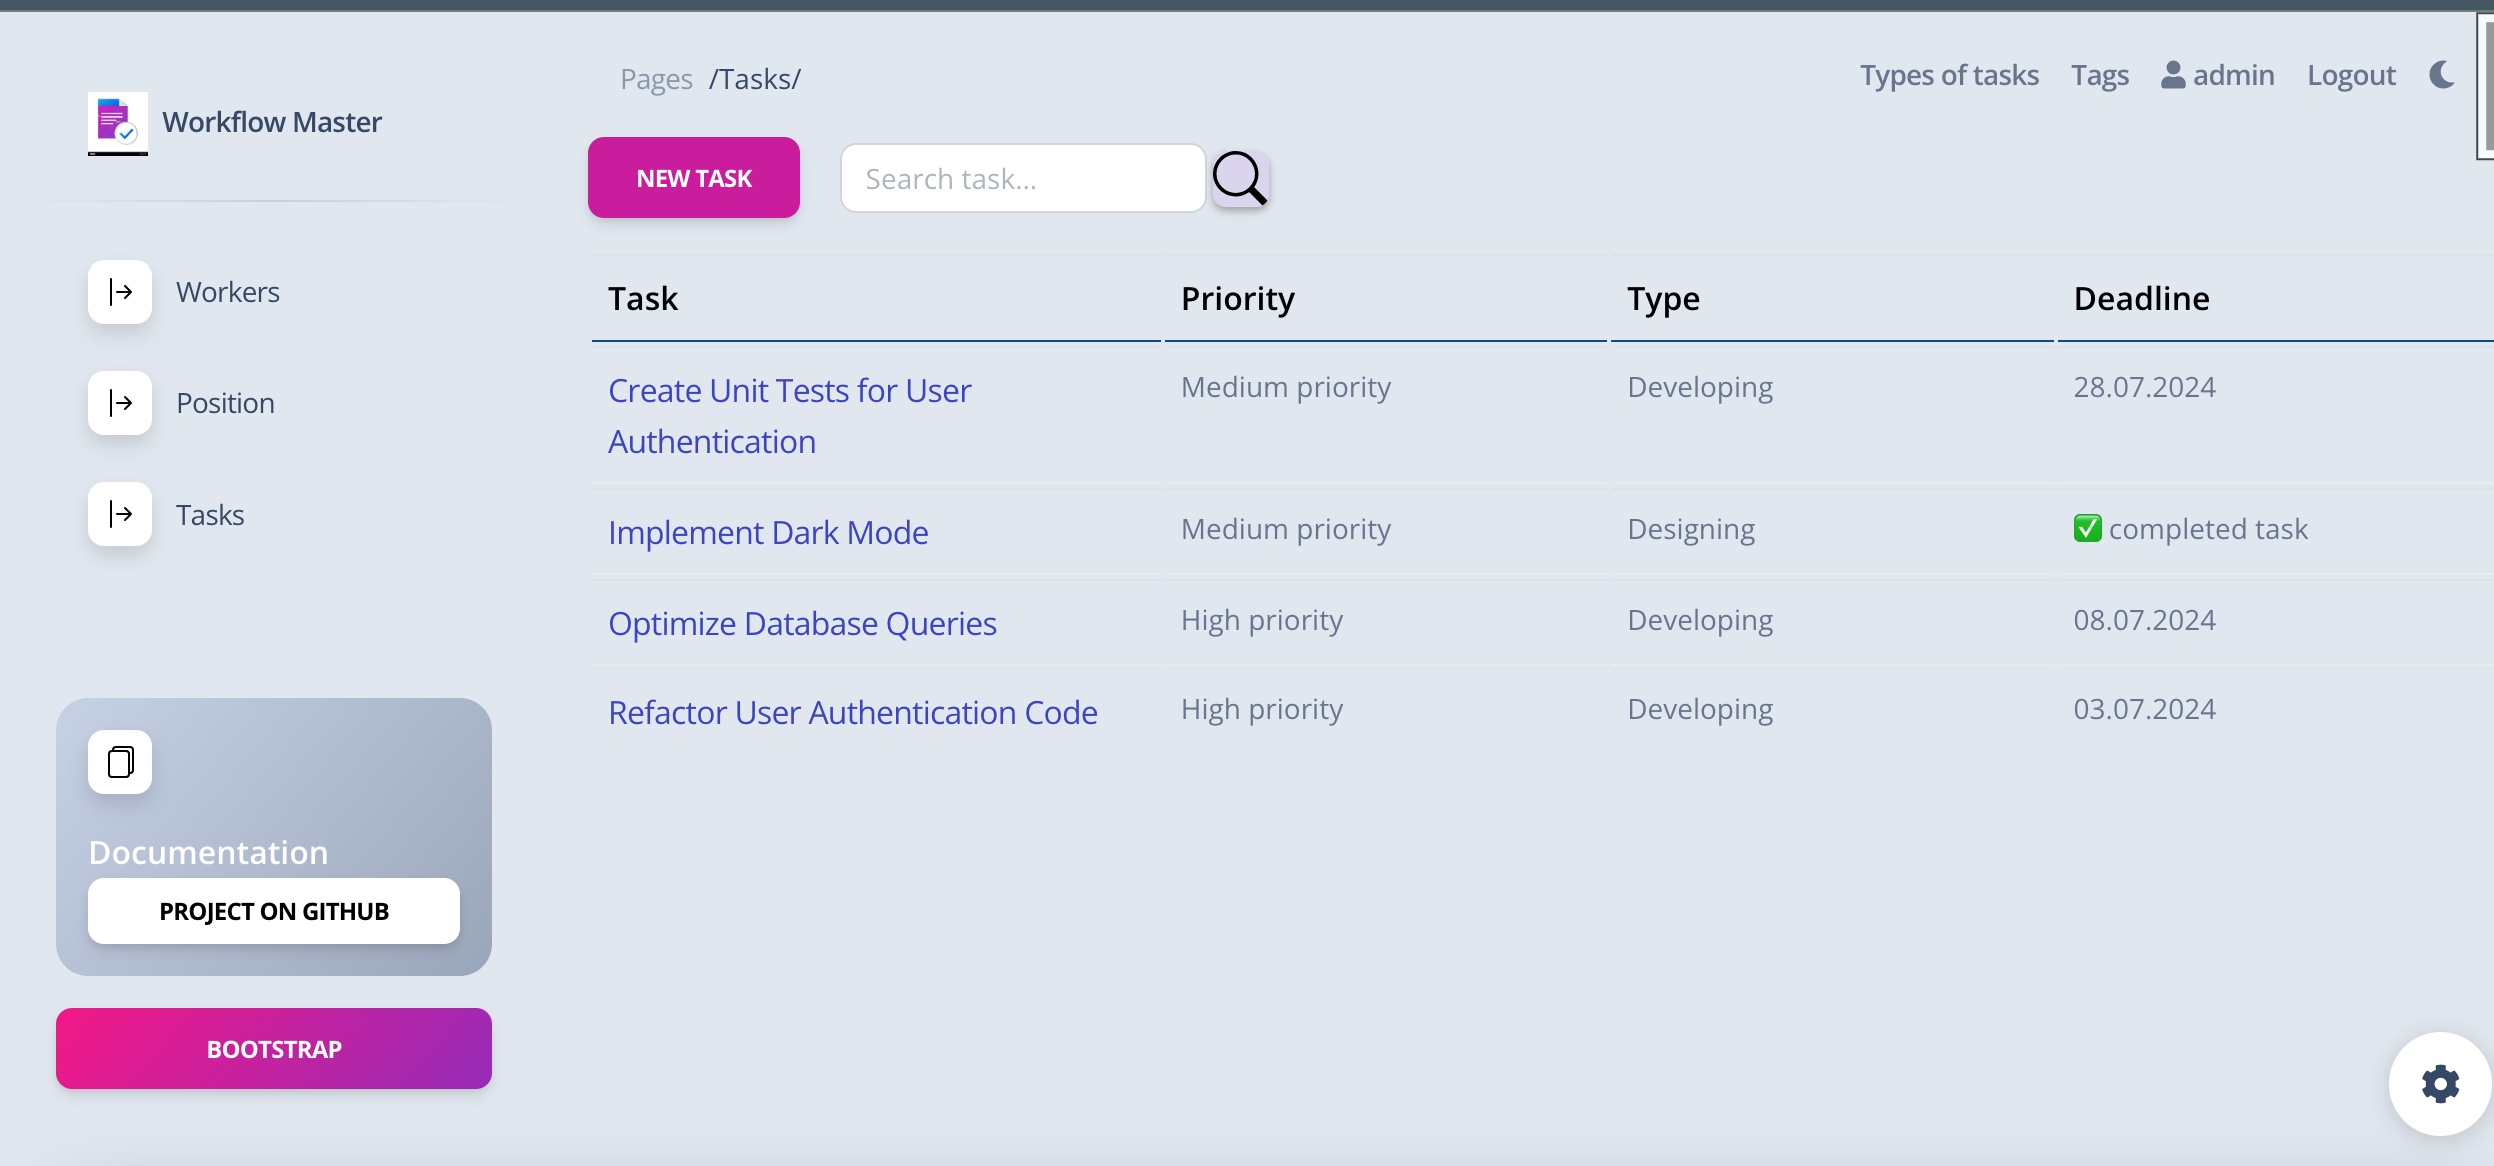 Pages /Tasks/
Types of tasks Tags admin Logout
Workflow Master
NEW TASK
Search task...
Workers
Position
Tasks
Documentation
PROJECT ON GITHUB
BOOTSTRAP
Task Priority Type Deadline
Create Unit Tests for User Medium priority Developing 28.07.2024
Authentication
Implement Dark Mode Medium priority Designing ✅ completed task
Optimize Database Queries High priority Developing 08.07.2024
Refactor User Authentication Code High priority Developing 03.07.2024